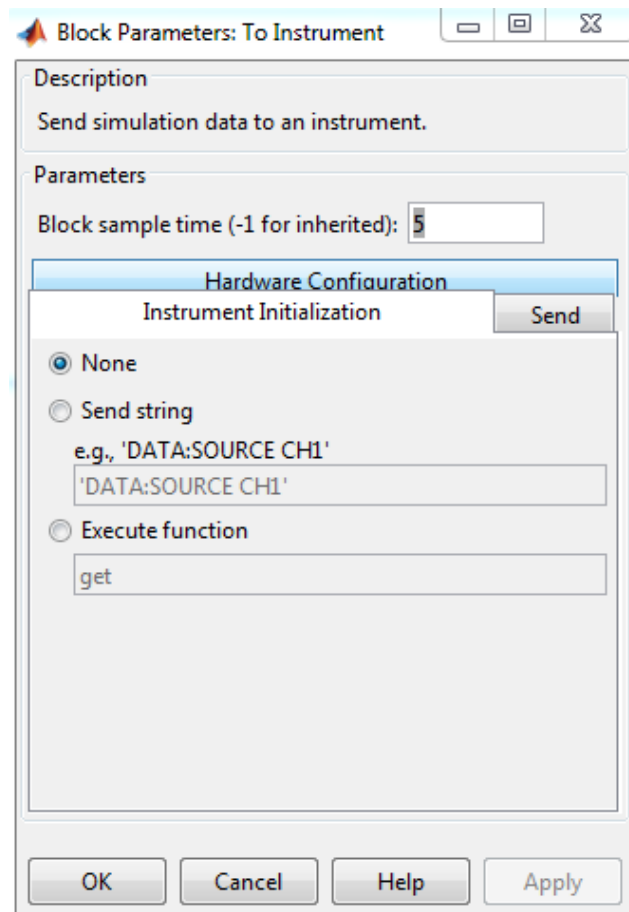 Block Parameters: To Instrument
Description
Send simulation data to an instrument.
Parameters
Block sample time (-1 for inherited): 5
Hardware Configuration
Instrument Initialization Send
None
Send string
e.g., 'DATA:SOURCE CH1'
'DATA:SOURCE CH1'
Execute function
get
OK Cancel Help Apply